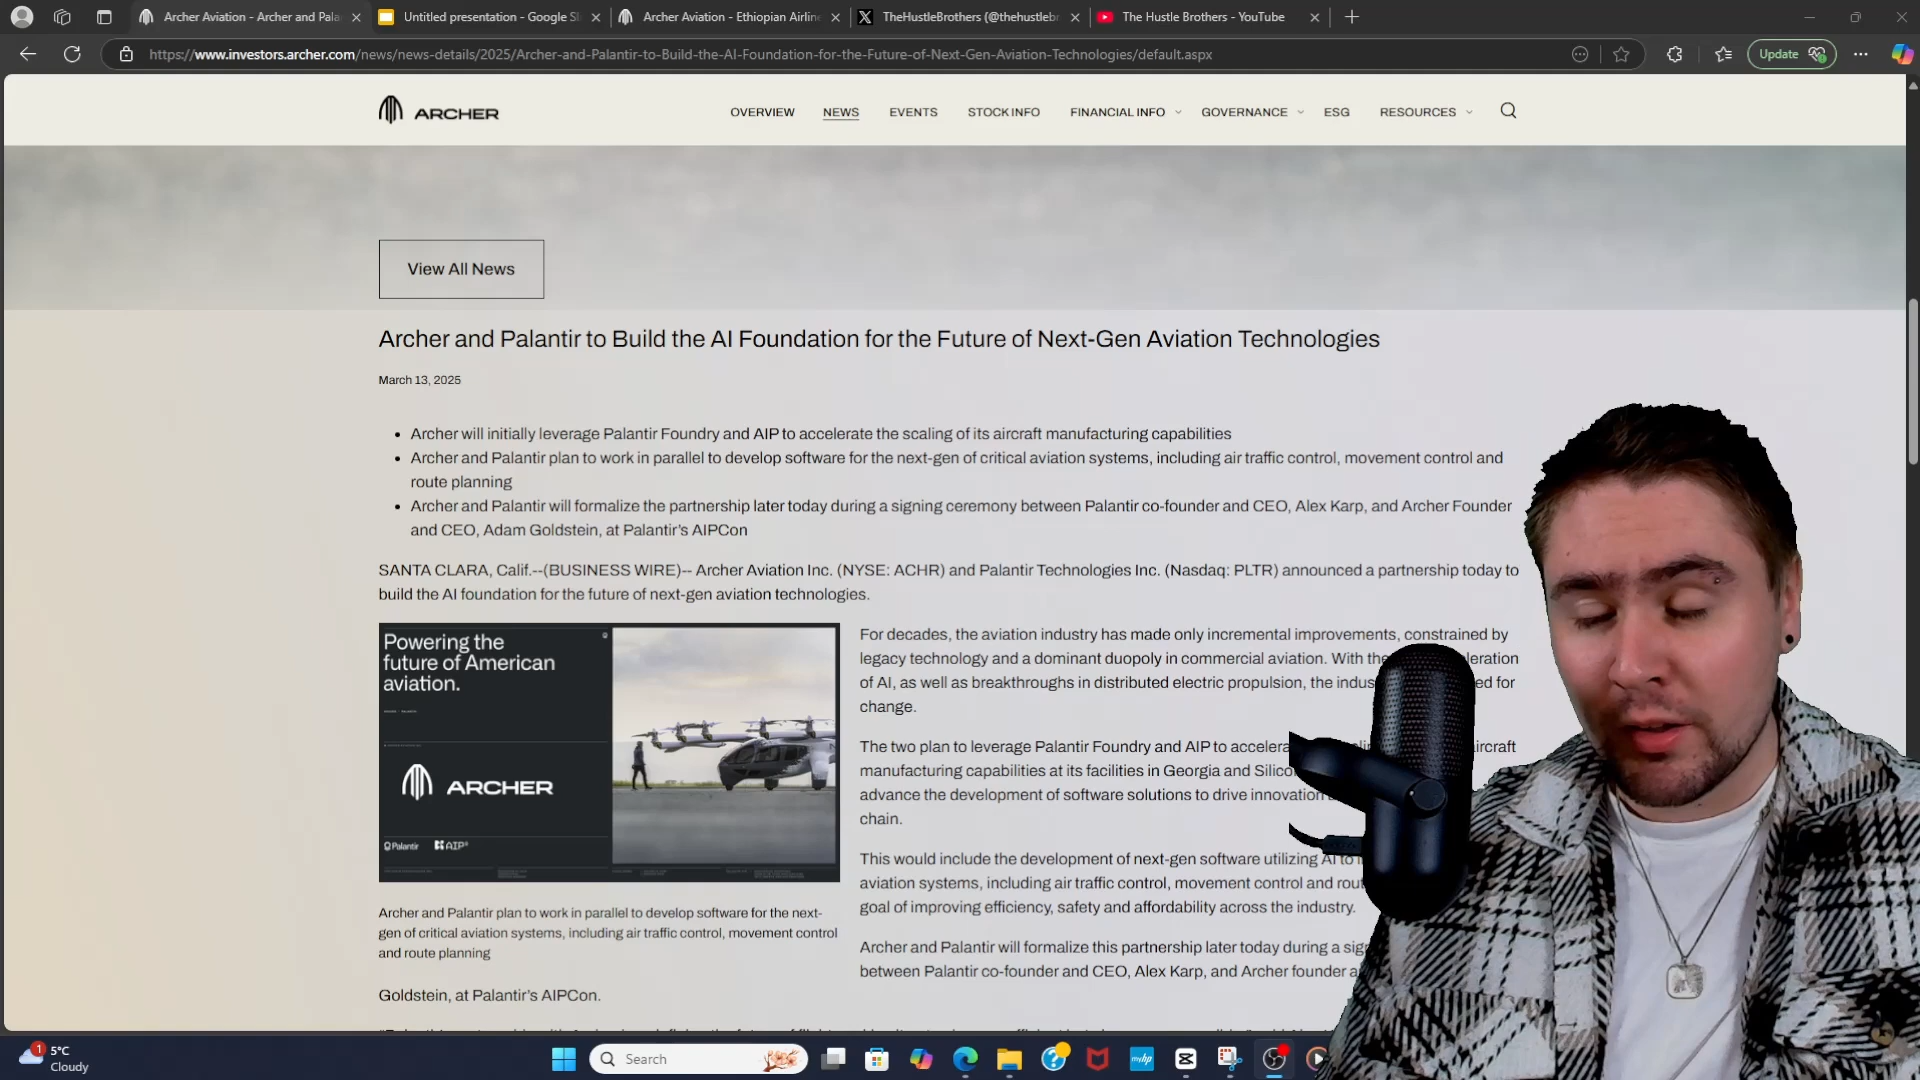 Archer Aviation - Archer and Pala
Untitled presentation - Google Sl
Archer Aviation - Ethiopian Airline
TheHustleBrothers (@thehustlebr
The Hustle Brothers - YouTube
https://www.investors.archer.com/news/news-details/2025/Archer-and-Palantir-to-Build-the-AI-Foundation-for-the-Future-of-Next-Gen-Aviation-Technologies/default.aspx
Update
ARCHER
OVERVIEW NEWS EVENTS STOCK INFO FINANCIAL INFO GOVERNANCE ESG RESOURCES
View All News
Archer and Palantir to Build the AI Foundation for the Future of Next-Gen Aviation Technologies
March 13, 2025
• Archer will initially leverage Palantir Foundry and AIP to accelerate the scaling of its aircraft manufacturing capabilities
• Archer and Palantir plan to work in parallel to develop software for the next-gen of critical aviation systems, including air traffic control, movement control and
route planning
• Archer and Palantir will formalize the partnership later today during a signing ceremony between Palantir co-founder and CEO, Alex Karp, and Archer Founder
and CEO, Adam Goldstein, at Palantir's AIPCon
SANTA CLARA, Calif.--(BUSINESS WIRE)-- Archer Aviation Inc. (NYSE: ACHR) and Palantir Technologies Inc. (Nasdaq: PLTR) announced a partnership today to
build the AI foundation for the future of next-gen aviation technologies.
Powering the
future of American
aviation.
ARCHER
Palantir AIP
Archer and Palantir plan to work in parallel to develop software for the next-
gen of critical aviation systems, including air traffic control, movement control
and route planning
For decades, the aviation industry has made only incremental improvements, constrained by
legacy technology and a dominant duopoly in commercial aviation. With the leration
of AI, as well as breakthroughs in distributed electric propulsion, the indus ed for
change.
The two plan to leverage Palantir Foundry and AIP to accelera aircraft
manufacturing capabilities at its facilities in Georgia and Silico
advance the development of software solutions to drive innovation
chain.
This would include the development of next-gen software utilizing AI to
aviation systems, including air traffic control, movement control and rout
goal of improving efficiency, safety and affordability across the industry.
Archer and Palantir will formalize this partnership later today during a sig
between Palantir co-founder and CEO, Alex Karp, and Archer founder a
Goldstein, at Palantir's AIPCon.
1
5°C
Cloudy
Search
myhp